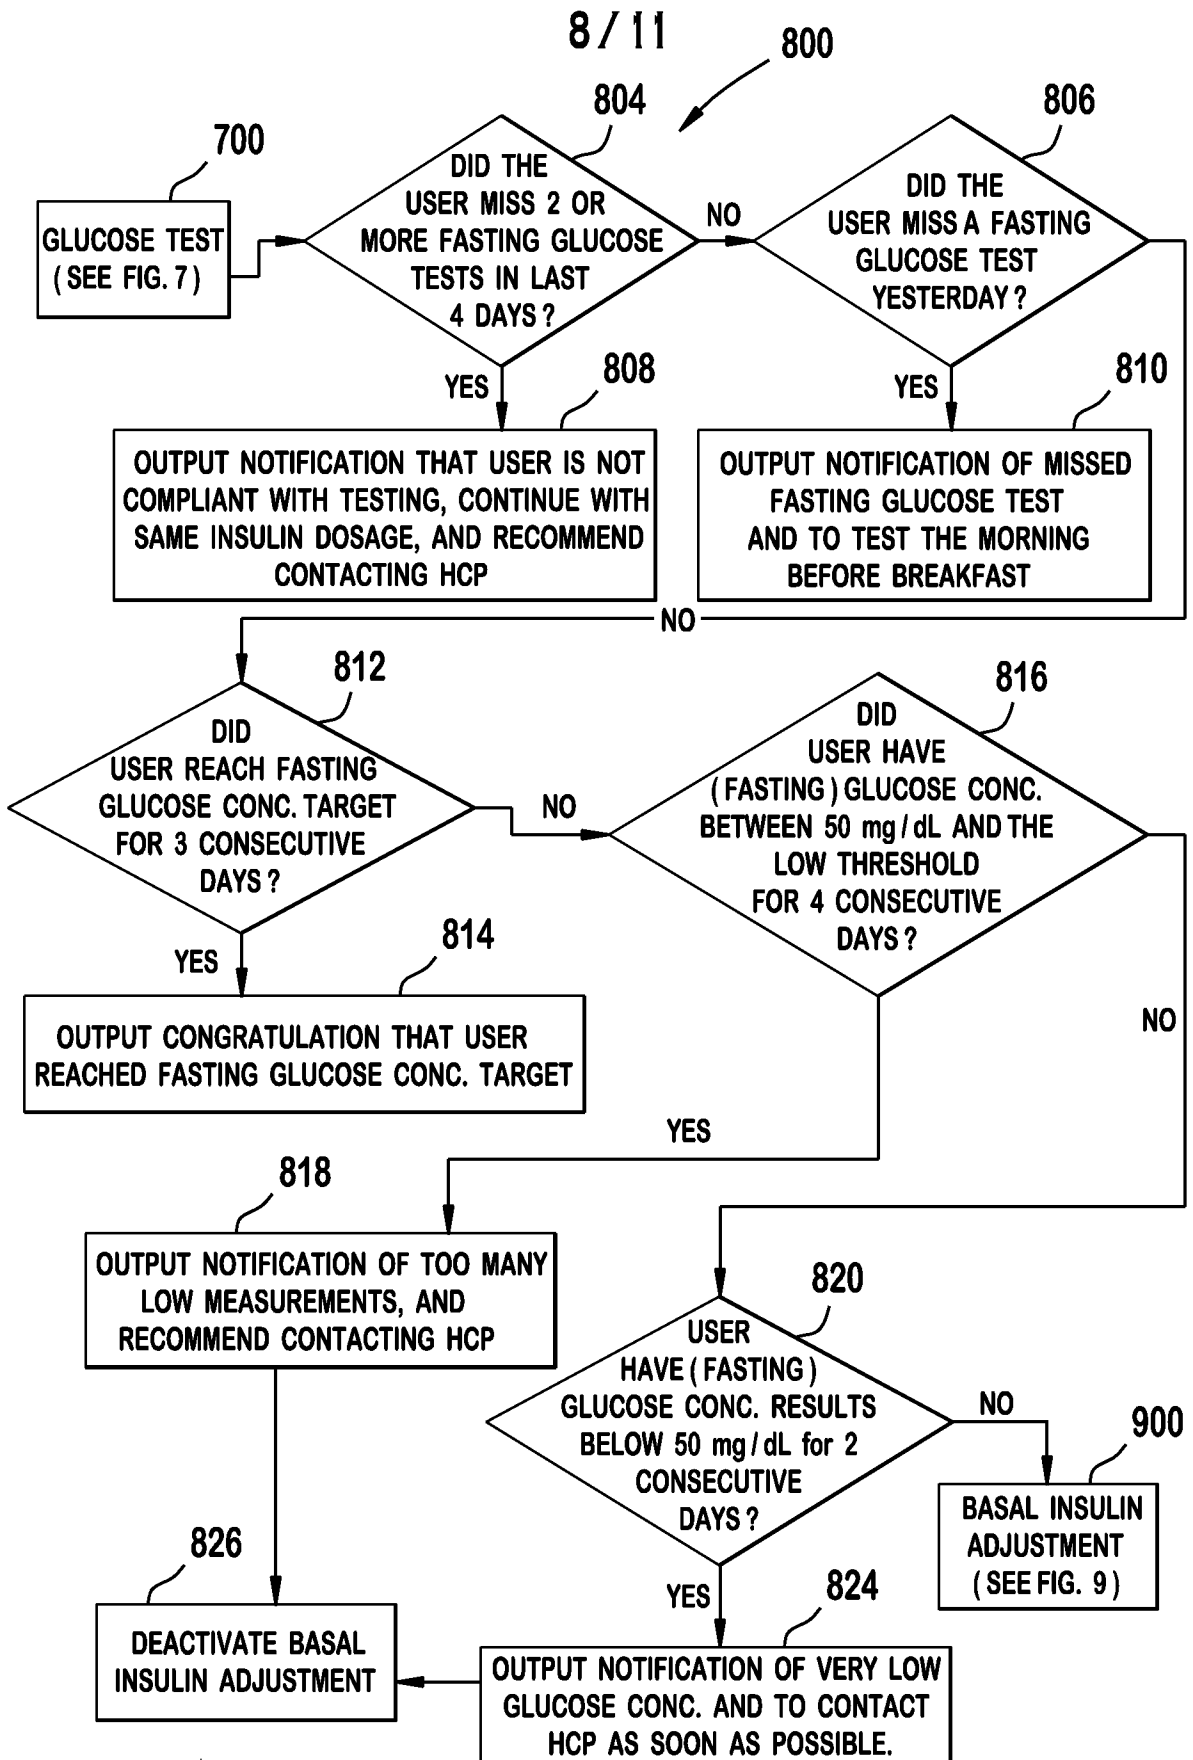 8/11
800
804
806
700
GLUCOSE TEST
(SEE FIG. 7)
DID THE
USER MISS 2 OR
MORE FASTING GLUCOSE
TESTS IN LAST
4 DAYS?
NO
DID THE
USER MISS A FASTING
GLUCOSE TEST
YESTERDAY?
YES
808
YES
810
OUTPUT NOTIFICATION THAT USER IS NOT
COMPLIANT WITH TESTING, CONTINUE WITH
SAME INSULIN DOSAGE, AND RECOMMEND
CONTACTING HCP
OUTPUT NOTIFICATION OF MISSED
FASTING GLUCOSE TEST
AND TO TEST THE MORNING
BEFORE BREAKFAST
NO
812
DID
USER REACH FASTING
GLUCOSE CONC. TARGET
FOR 3 CONSECUTIVE
DAYS?
NO
816
DID
USER HAVE
(FASTING) GLUCOSE CONC.
BETWEEN 50 mg/dL AND THE
LOW THRESHOLD
FOR 4 CONSECUTIVE
DAYS?
YES
814
OUTPUT CONGRATULATION THAT USER
REACHED FASTING GLUCOSE CONC. TARGET
NO
YES
818
OUTPUT NOTIFICATION OF TOO MANY
LOW MEASUREMENTS, AND
RECOMMEND CONTACTING HCP
820
USER
HAVE (FASTING)
GLUCOSE CONC. RESULTS
BELOW 50 mg/dL for 2
CONSECUTIVE
DAYS?
NO
900
BASAL INSULIN
ADJUSTMENT
(SEE FIG. 9)
826
DEACTIVATE BASAL
INSULIN ADJUSTMENT
YES
824
OUTPUT NOTIFICATION OF VERY LOW
GLUCOSE CONC. AND TO CONTACT
HCP AS SOON AS POSSIBLE.